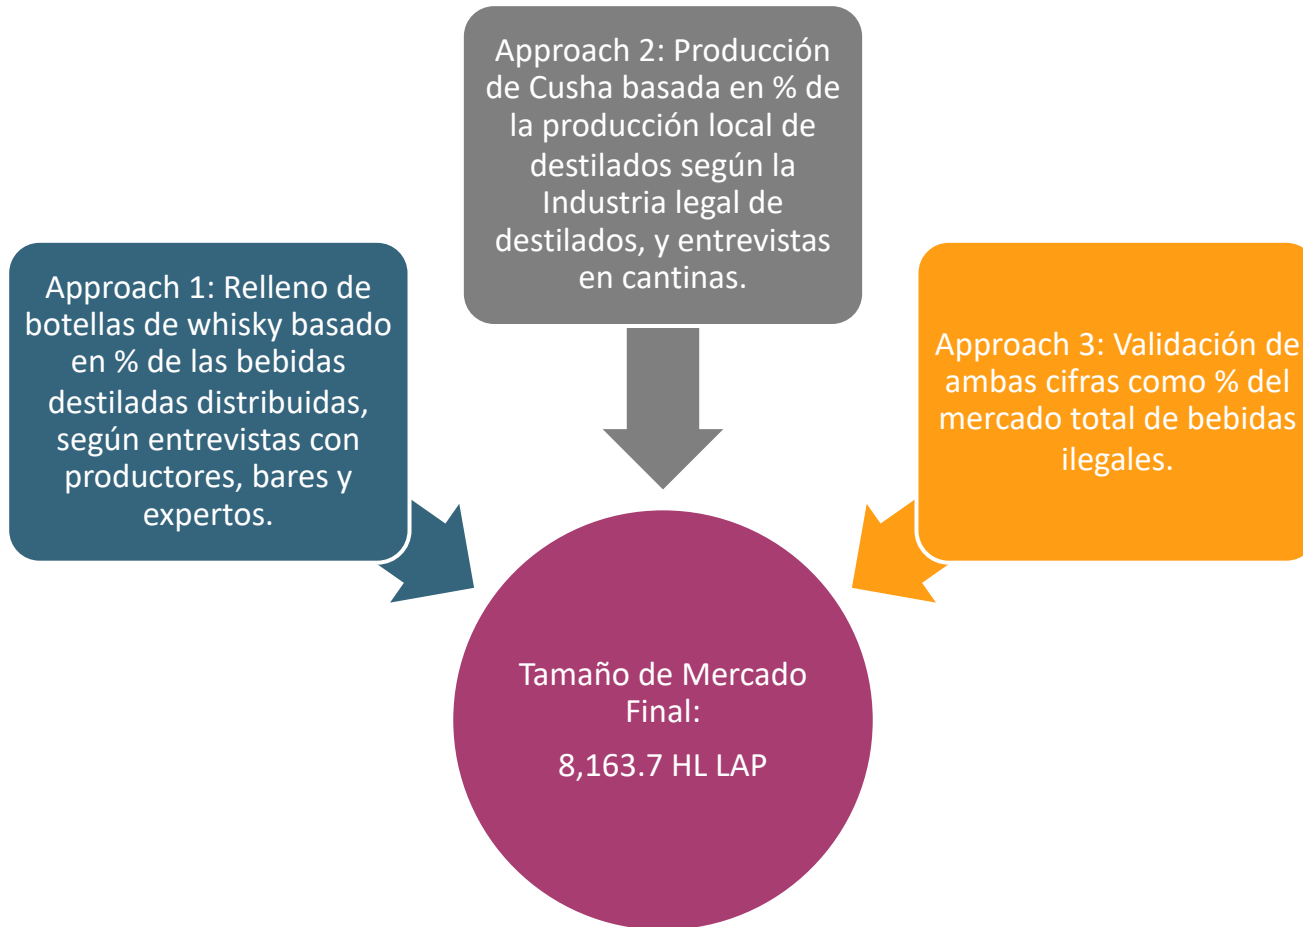 Approach 2: Producción
de Cusha basada en % de
la producción local de
destilados según la
Industria legal de
destilados, y entrevistas
en cantinas.
Approach 1: Relleno de
botellas de whisky basado
en % de las bebidas
destiladas distribuidas,
según entrevistas con
productores, bares y
expertos.
Approach 3: Validación de
ambas cifras como % del
mercado total de bebidas
ilegales.
Tamaño de Mercado
Final:
8,163.7 HL LAP